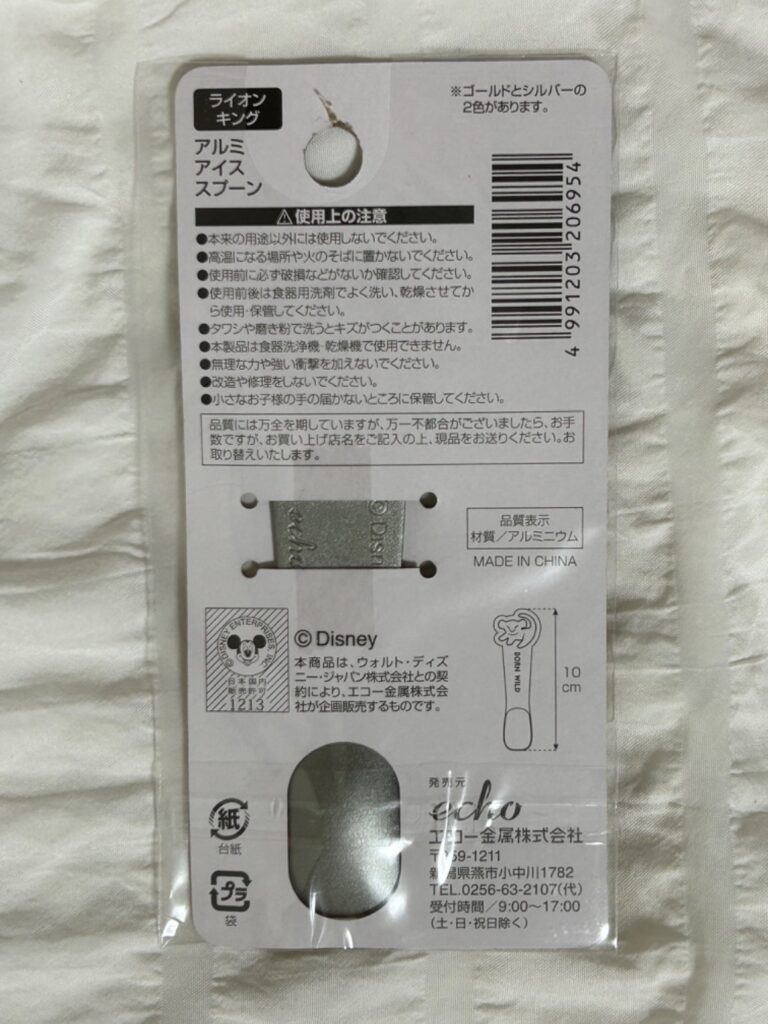 ライオン
キング
アルミ
アイス
スプーン
※ゴールドとシルバーの
2色があります。
4 991203 206954
⚠使用上の注意
●本来の用途以外には使用しないでください。
●高温になる場所や火のそばに置かないでください。
●使用前に必ず破損などがないか確認してください。
●使用前後は食器用洗剤でよく洗い、乾燥させてか
ら使用・保管してください。
●タワシや磨き粉で洗うとキズがつくことがあります。
●本製品は食器洗浄機・乾燥機で使用できません。
●無理な力や強い衝撃を加えないでください。
●改造や修理をしないでください。
●小さなお子様の手の届かないところに保管してください。
品質には万全を期していますが、万一不都合がございましたら、お手
数ですが、お買い上げ店名をご記入の上、現品をお送りください。お
取り替えいたします。
echo
©Disn
品質表示
材質/アルミニウム
MADE IN CHINA
© DISNEY ENTERPRISES, INC.
日本国内
販売許可
1213
©Disney
本商品は、ウォルト・ディズ
ニー・ジャパン株式会社との契
約により、エコー金属株式会
社が企画販売するものです。
BORN WILD
10
cm
紙
台紙
プラ
袋
発売元
echo
エコー金属株式会社
〒959-1211
新潟県燕市小中川1782
TEL.0256-63-2107(代)
受付時間/9:00〜17:00
(土・日・祝日除く)